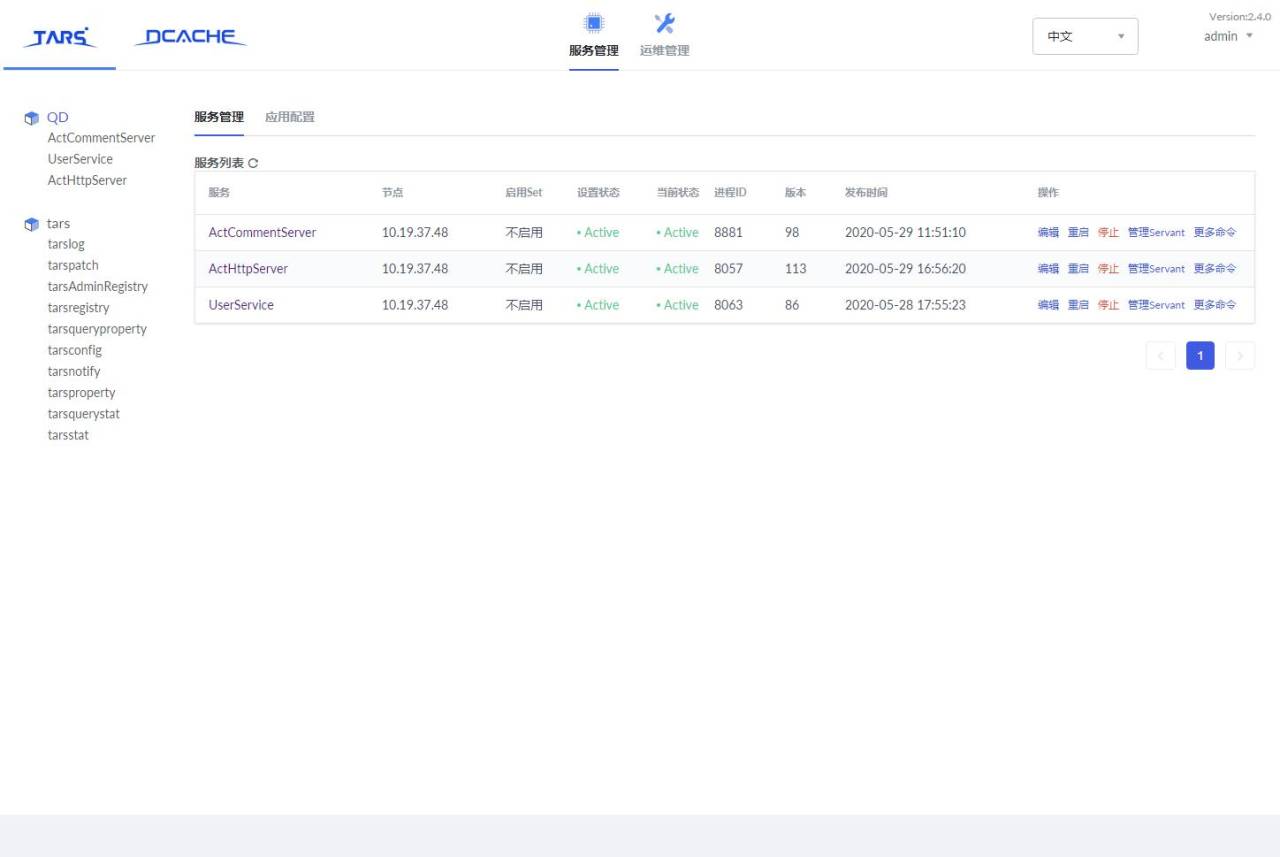 TARS DCACHE 服务管理 运维管理 中文 Version:2.4.0
admin
QD
ActCommentServer
UserService
ActHttpServer
tars
tarslog
tarspatch
tarsAdminRegistry
tarsregistry
tarsqueryproperty
tarsconfig
tarsnotify
tarsproperty
tarsquerystat
tarsstat
服务管理 应用配置
服务列表
服务 节点 启用Set 设置状态 当前状态 进程ID 版本 发布时间 操作
ActCommentServer 10.19.37.48 不启用 • Active • Active 8881 98 2020-05-29 11:51:10 编辑 重启 停止 管理Servant 更多命令
ActHttpServer 10.19.37.48 不启用 • Active • Active 8057 113 2020-05-29 16:56:20 编辑 重启 停止 管理Servant 更多命令
UserService 10.19.37.48 不启用 • Active • Active 8063 86 2020-05-28 17:55:23 编辑 重启 停止 管理Servant 更多命令
1